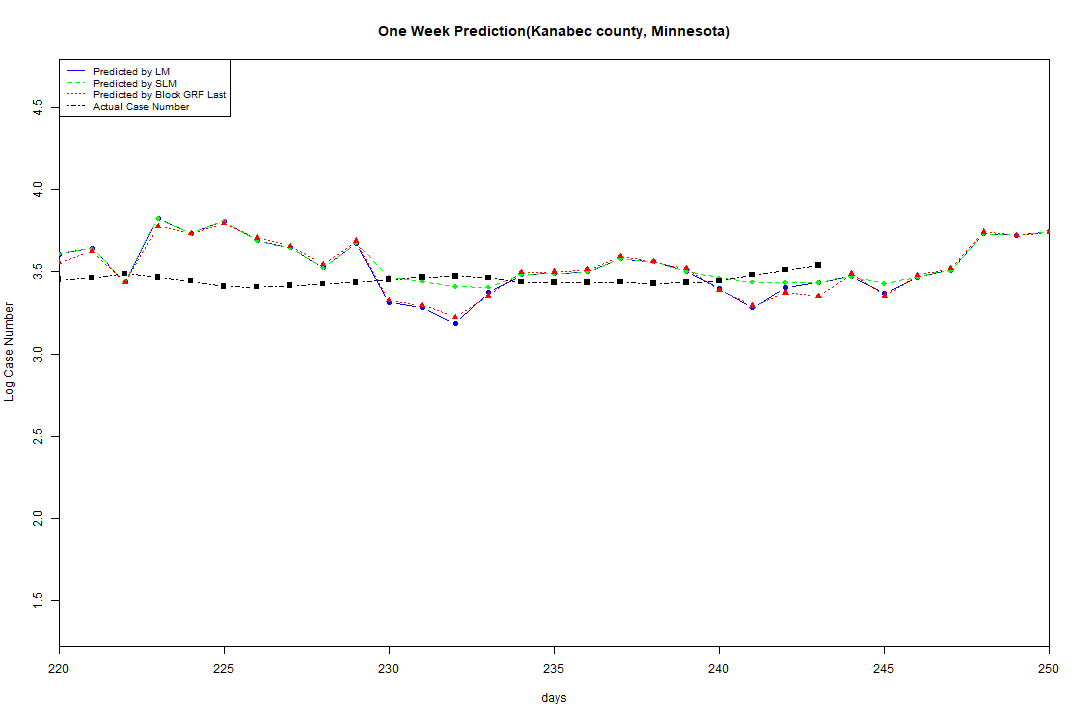 One Week Prediction(Kanabec county, Minnesota)
Predicted by LM
Predicted by SLM
Predicted by Block GRF Last
Actual Case Number
4.5
4.0
3.5
3.0
2.5
2.0
1.5
Log Case Number
220 225 230 235 240 245 250
days